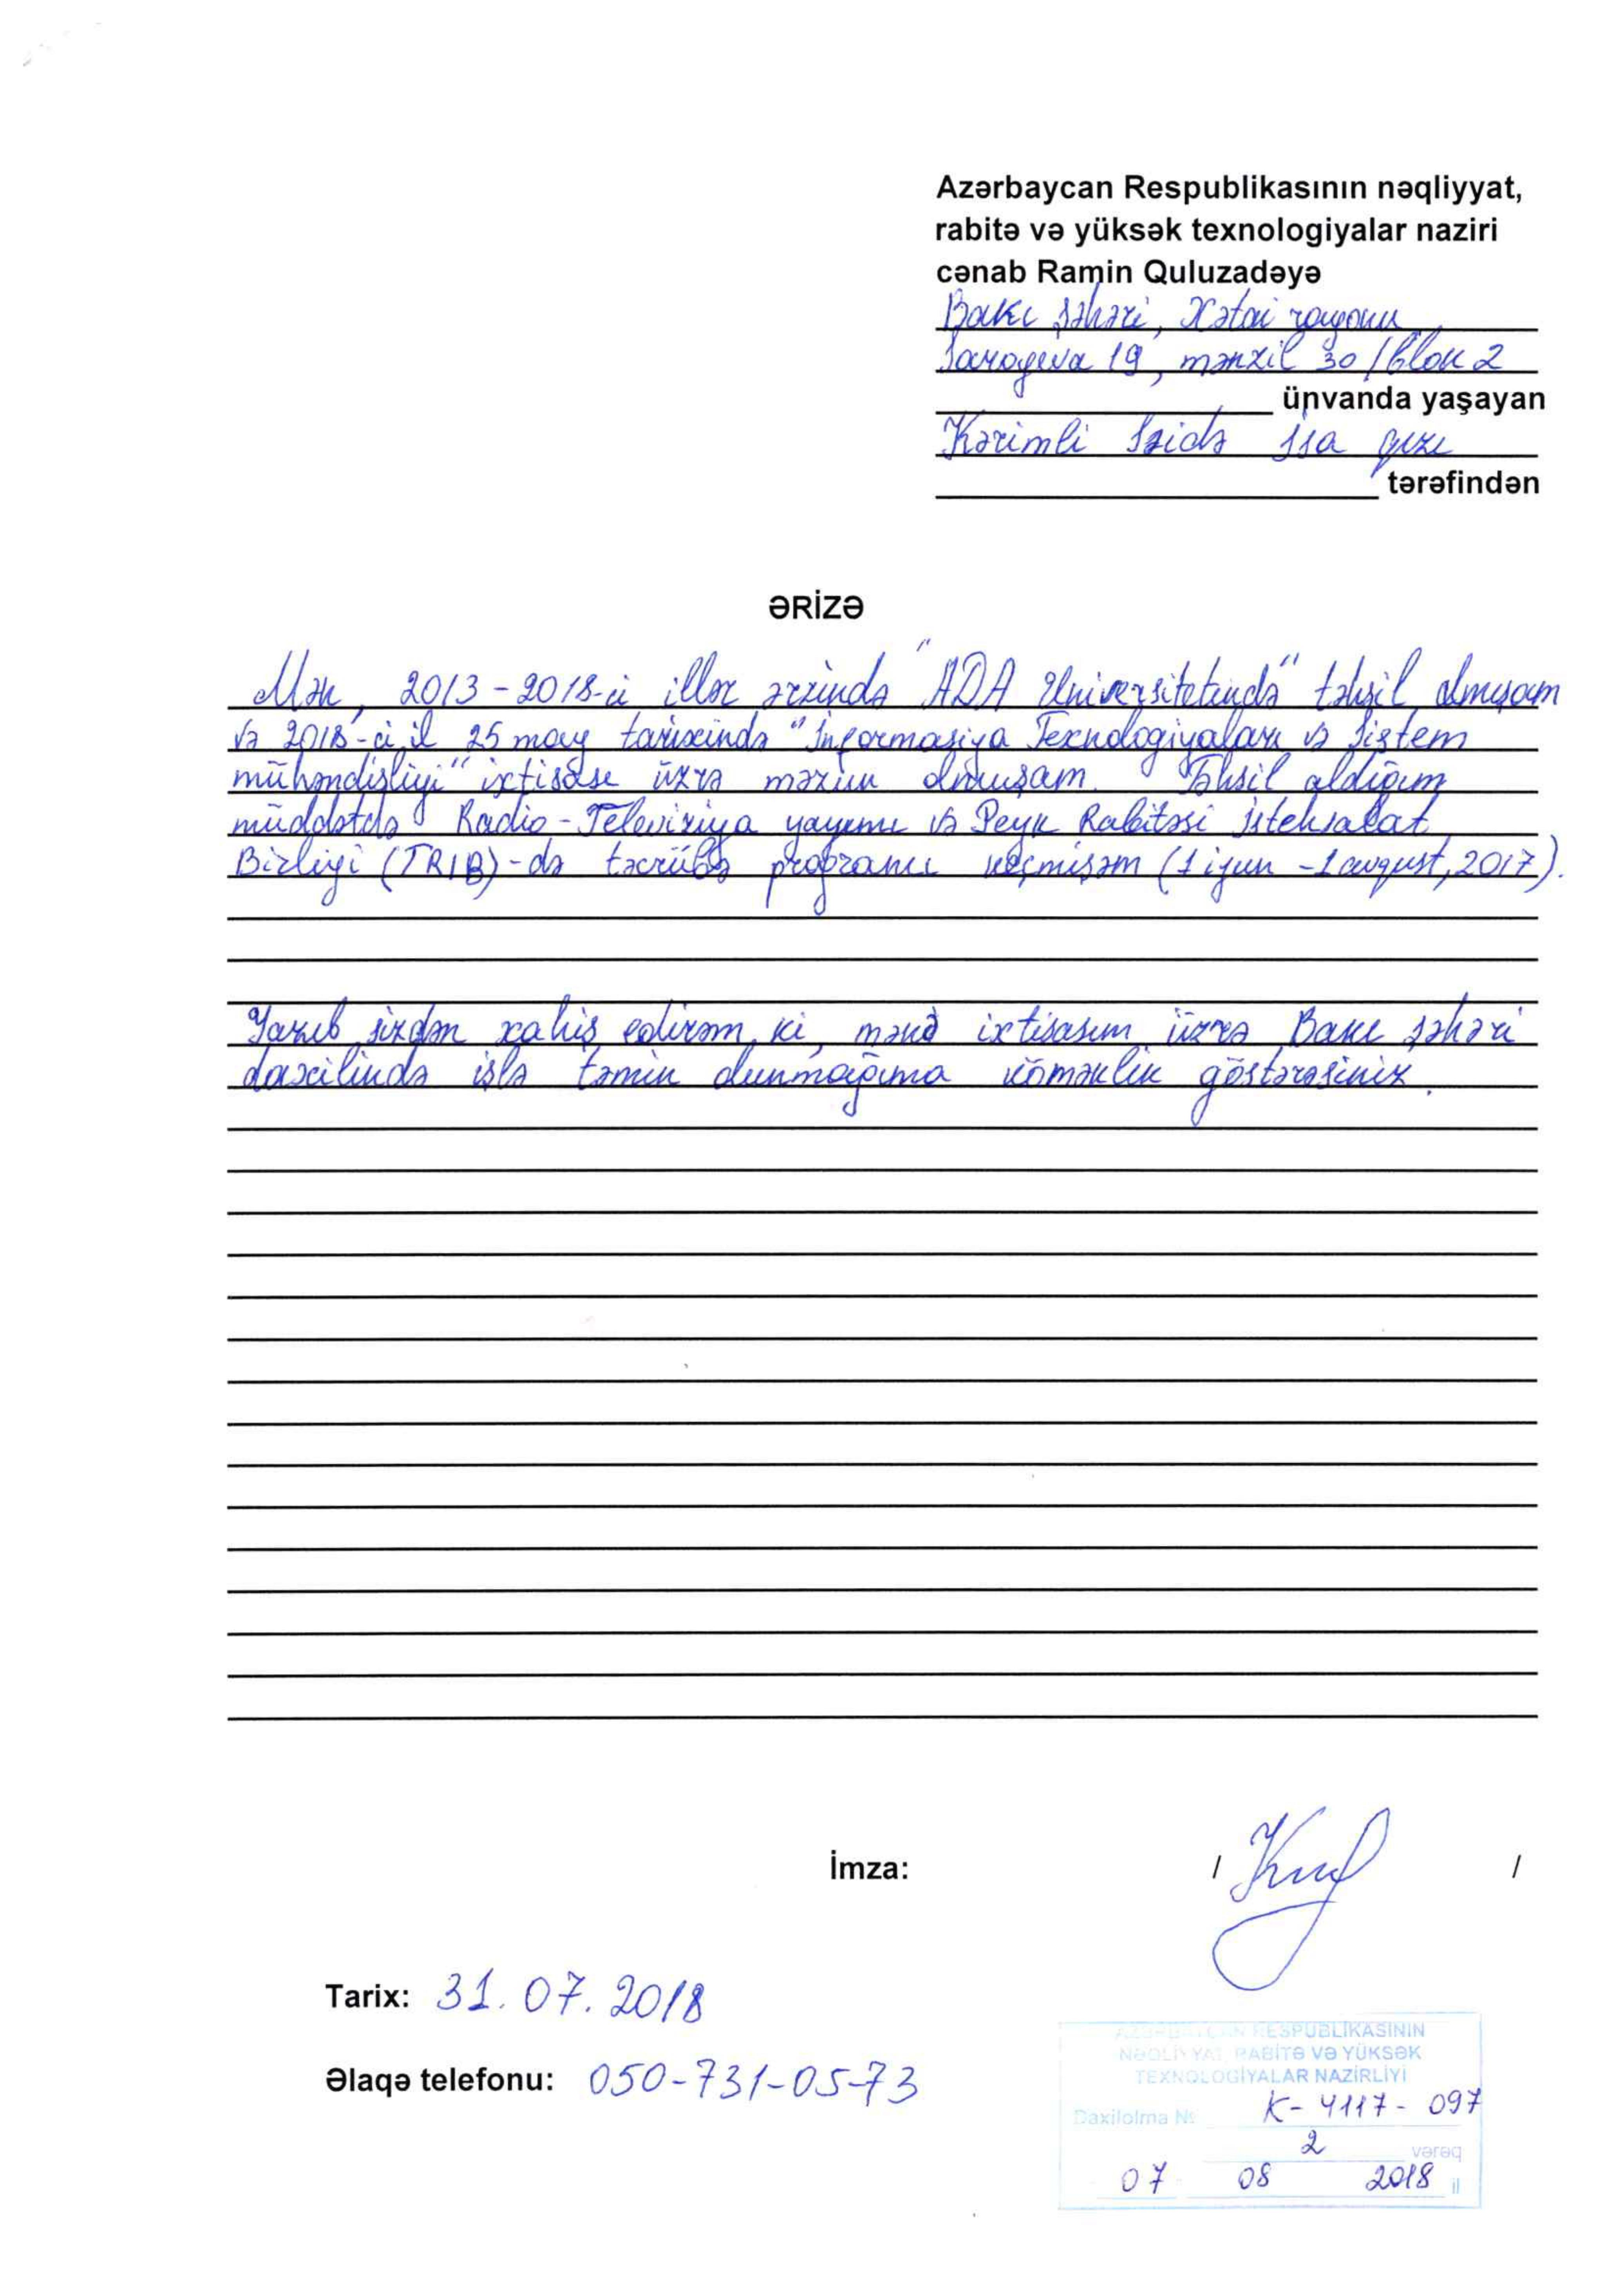 Azərbaycan Respublikasının nəqliyyat,
rabitə və yüksək texnologiyalar naziri
cənab Ramin Quluzadəyə
Bakı şəhəri, Xətai rayonu
Sarayeva 19, mənzil 30 / blok 2
ünvanda yaşayan
Kərimli Səidə İsa qızı
tərəfindən
ƏRİZƏ
Mən, 2013-2018-ci illər ərzində "ADA Universitetində" təhsil almışam
və 2018-ci il 25 may tarixində "İnformasiya Texnologiyaları və Sistem
mühəndisliyi" ixtisası üzrə məzun olmuşam. Təhsil aldığım
müddətdə Radio-Televiziya yayımı və Peyk Rabitəsi İstehsalat
Birliyi (TRIB)-də təcrübə proqramı keçmişəm (1 iyun - 1 avqust, 2017).
Yazıb sizdən xahiş edirəm ki, mənə ixtisasım üzrə Bakı şəhəri
daxilində işlə təmin olunmağıma köməklik göstərəsiniz.
İmza: / /
Tarix: 31.07.2018
Əlaqə telefonu: 050-731-05-73
AZƏRBAYCAN RESPUBLİKASININ
NƏQLİYYAT, RABİTƏ VƏ YÜKSƏK
TEXNOLOGİYALAR NAZİRLİYİ
Daxilolma № K-4117-097
2 vərəq
07 08 2018 il